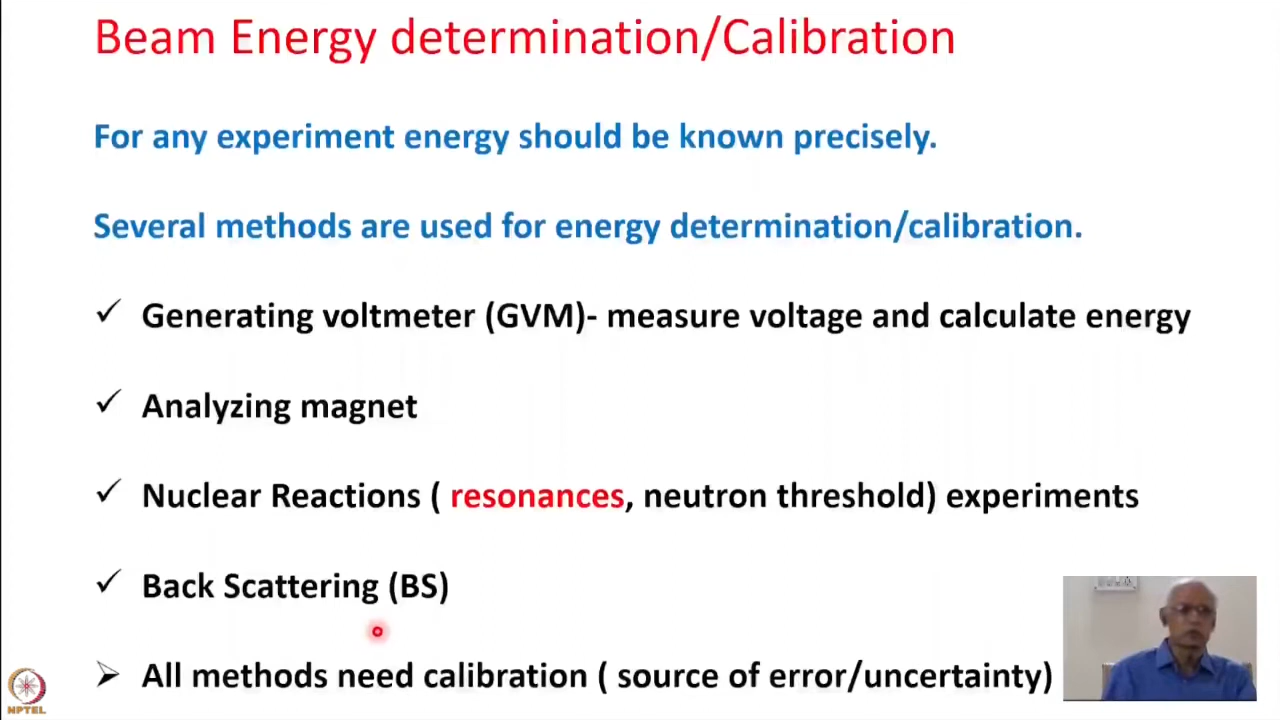 Beam Energy determination/Calibration
For any experiment energy should be known precisely.
Several methods are used for energy determination/calibration.
✓ Generating voltmeter (GVM)- measure voltage and calculate energy
✓ Analyzing magnet
✓ Nuclear Reactions ( resonances, neutron threshold) experiments
✓ Back Scattering (BS)
➢ All methods need calibration ( source of error/uncertainty)
NPTEL